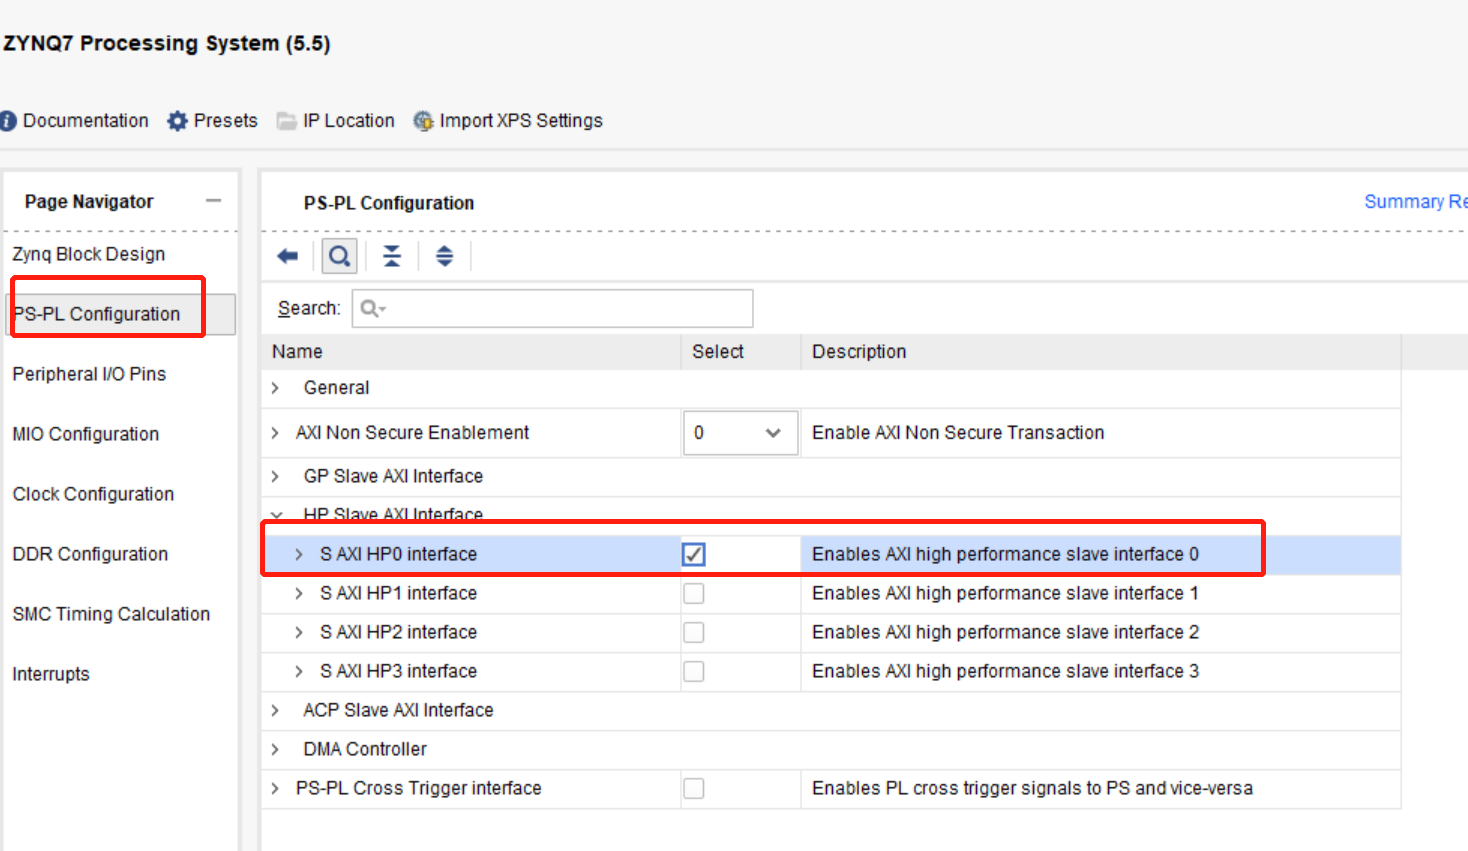 ZYNQ7 Processing System (5.5)
Documentation Presets IP Location Import XPS Settings
Page Navigator
Zynq Block Design
PS-PL Configuration
Peripheral I/O Pins
MIO Configuration
Clock Configuration
DDR Configuration
SMC Timing Calculation
Interrupts
PS-PL Configuration
Summary Re
Search:
Name Select Description
General
AXI Non Secure Enablement 0 Enable AXI Non Secure Transaction
GP Slave AXI Interface
HP Slave AXI Interface
S AXI HP0 interface Enables AXI high performance slave interface 0
S AXI HP1 interface Enables AXI high performance slave interface 1
S AXI HP2 interface Enables AXI high performance slave interface 2
S AXI HP3 interface Enables AXI high performance slave interface 3
ACP Slave AXI Interface
DMA Controller
PS-PL Cross Trigger interface Enables PL cross trigger signals to PS and vice-versa